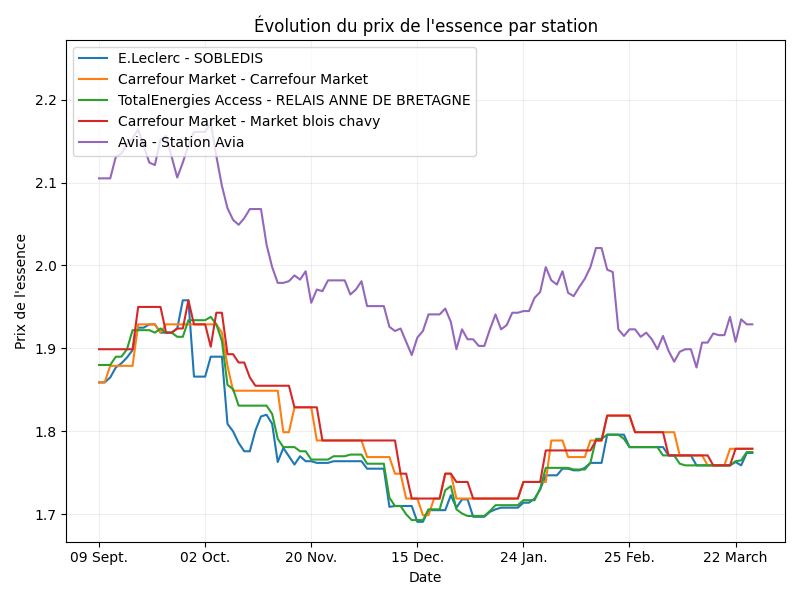 Évolution du prix de l'essence par station
E.Leclerc - SOBLEDIS
Carrefour Market - Carrefour Market
TotalEnergies Access - RELAIS ANNE DE BRETAGNE
Carrefour Market - Market blois chavy
Avia - Station Avia
Prix de l'essence
2.2
2.1
2.0
1.9
1.8
1.7
09 Sept.
02 Oct.
20 Nov.
15 Dec.
24 Jan.
25 Feb.
22 March
Date